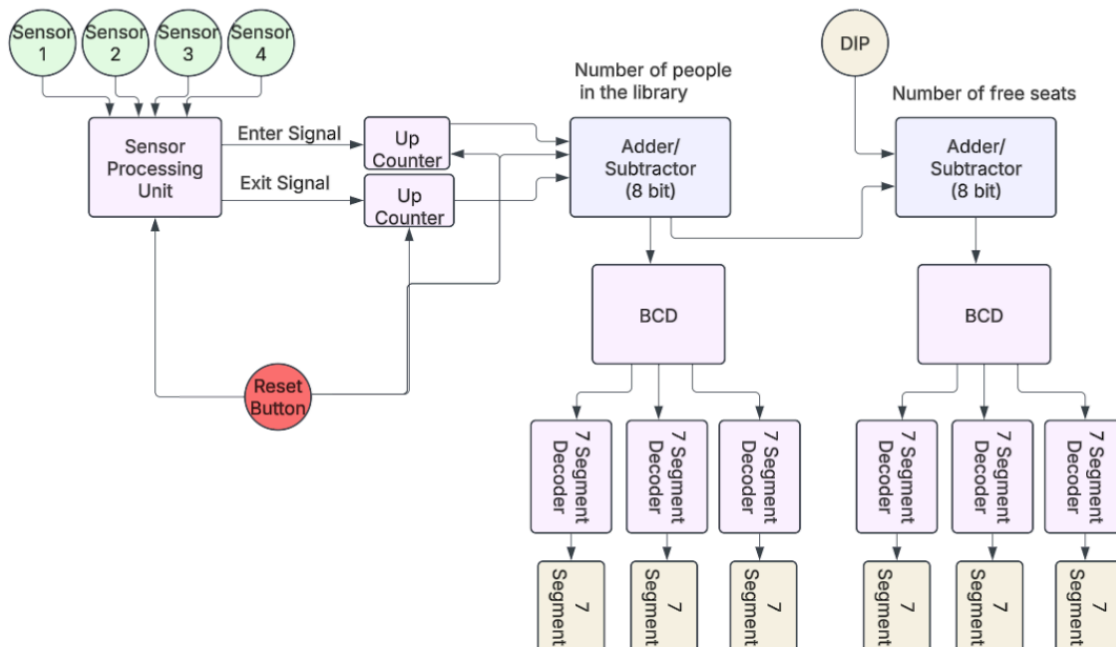 Sensor
1
Sensor
2
Sensor
3
Sensor
4
DIP
Number of people
in the library
Number of free seats
Sensor
Processing
Unit
Enter Signal
Exit Signal
Up
Counter
Up
Counter
Adder/
Subtractor
(8 bit)
Adder/
Subtractor
(8 bit)
BCD
BCD
Reset
Button
7 Segment
Decoder
7 Segment
Decoder
7 Segment
Decoder
7 Segment
Decoder
7 Segment
Decoder
7 Segment
Decoder
7
Segment
7
Segment
7
Segment
7
Segment
7
Segment
7
Segment